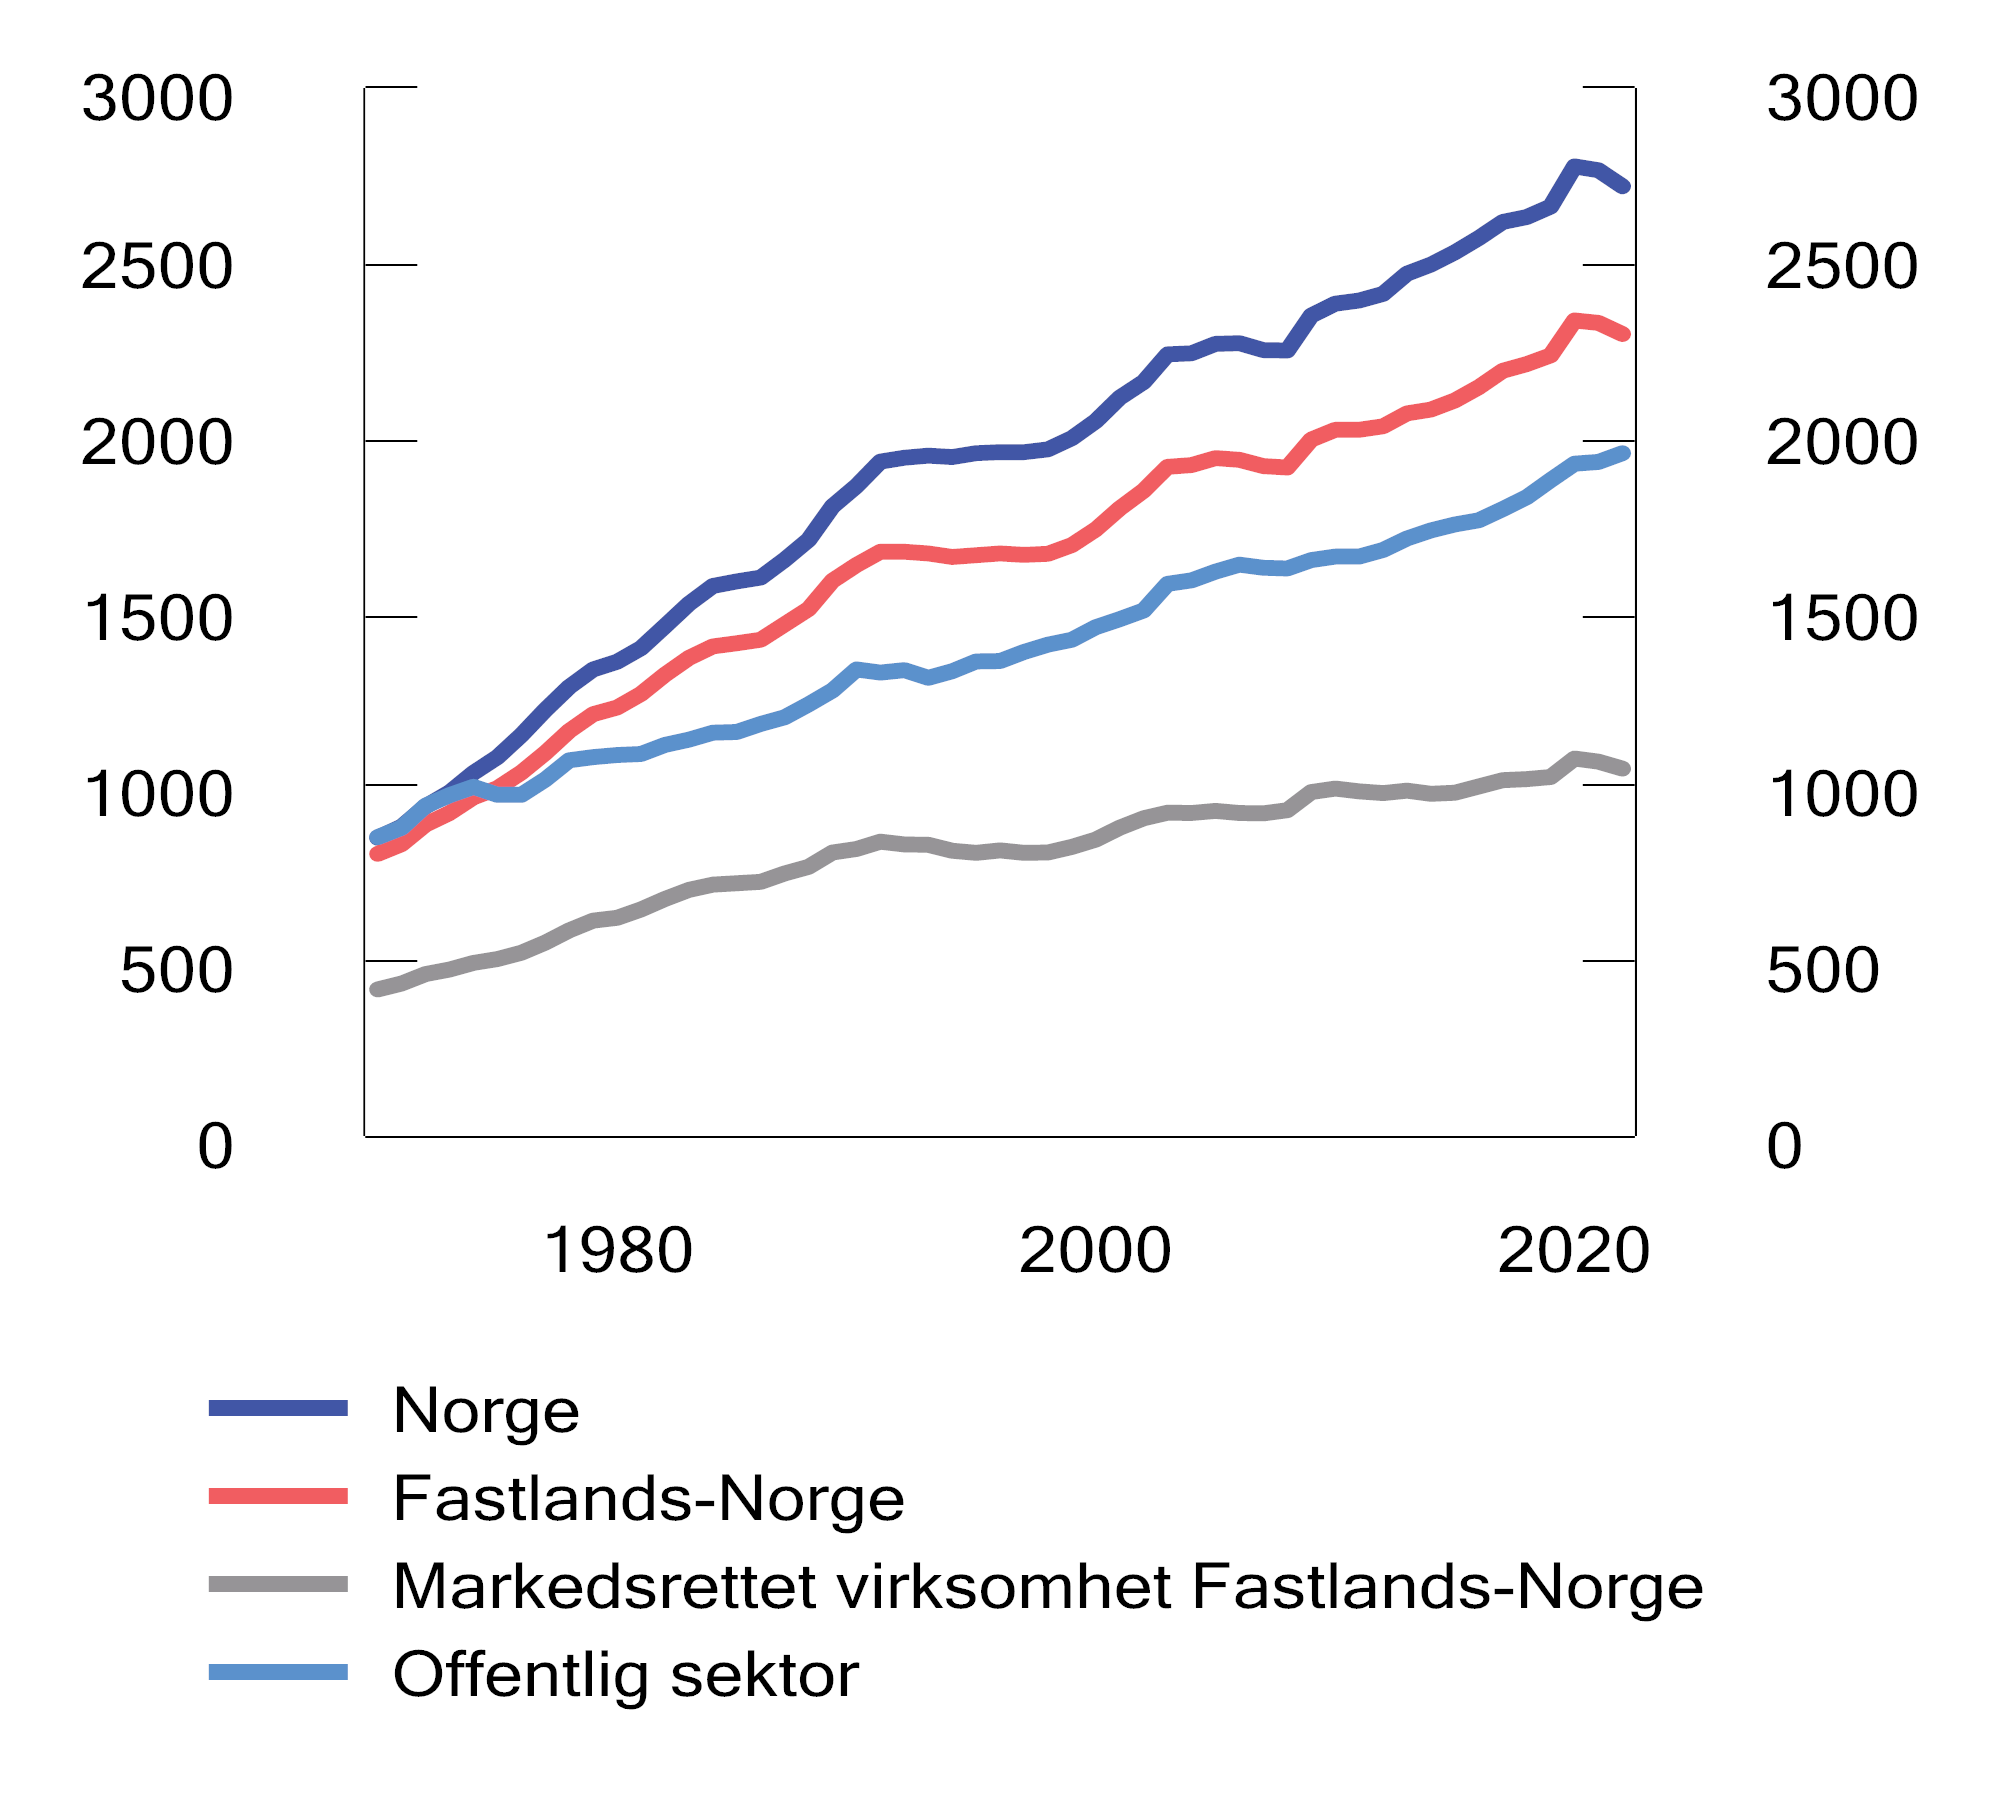 3000 3000
2500 2500
2000 2000
1500 1500
1000 1000
500 500
0 0
1980 2000 2020
Norge
Fastlands-Norge
Markedsrettet virksomhet Fastlands-Norge
Offentlig sektor